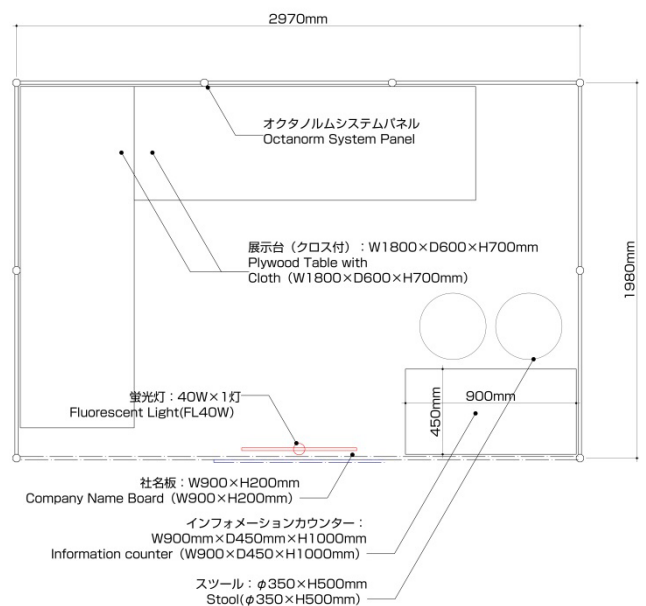 2970mm
オクタノルムシステムパネル
Octanorm System Panel
展示台（クロス付）：W1800×D600×H700mm
Plywood Table with
Cloth（W1800×D600×H700mm）
1980mm
900mm
450mm
蛍光灯：40W×1灯
Fluorescent Light(FL40W）
社名板：W900×H200mm
Company Name Board（W900×H200mm）
インフォメーションカウンター：
W900mm×D450mm×H1000mm
Information counter（W900×D450×H1000mm）
スツール：φ350×H500mm
Stool(φ350×H500mm）